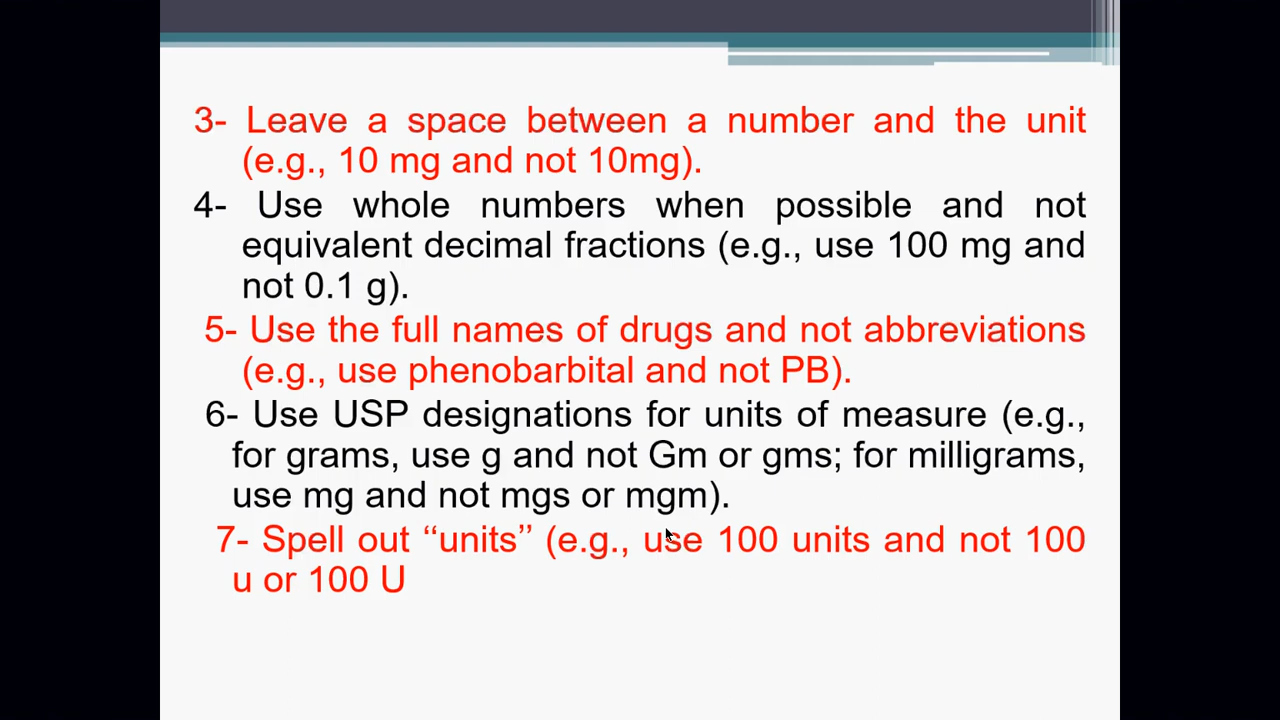 3- Leave a space between a number and the unit
(e.g., 10 mg and not 10mg).
4- Use whole numbers when possible and not
equivalent decimal fractions (e.g., use 100 mg and
not 0.1 g).
5- Use the full names of drugs and not abbreviations
(e.g., use phenobarbital and not PB).
6- Use USP designations for units of measure (e.g.,
for grams, use g and not Gm or gms; for milligrams,
use mg and not mgs or mgm).
7- Spell out ‘‘units’’ (e.g., use 100 units and not 100
u or 100 U